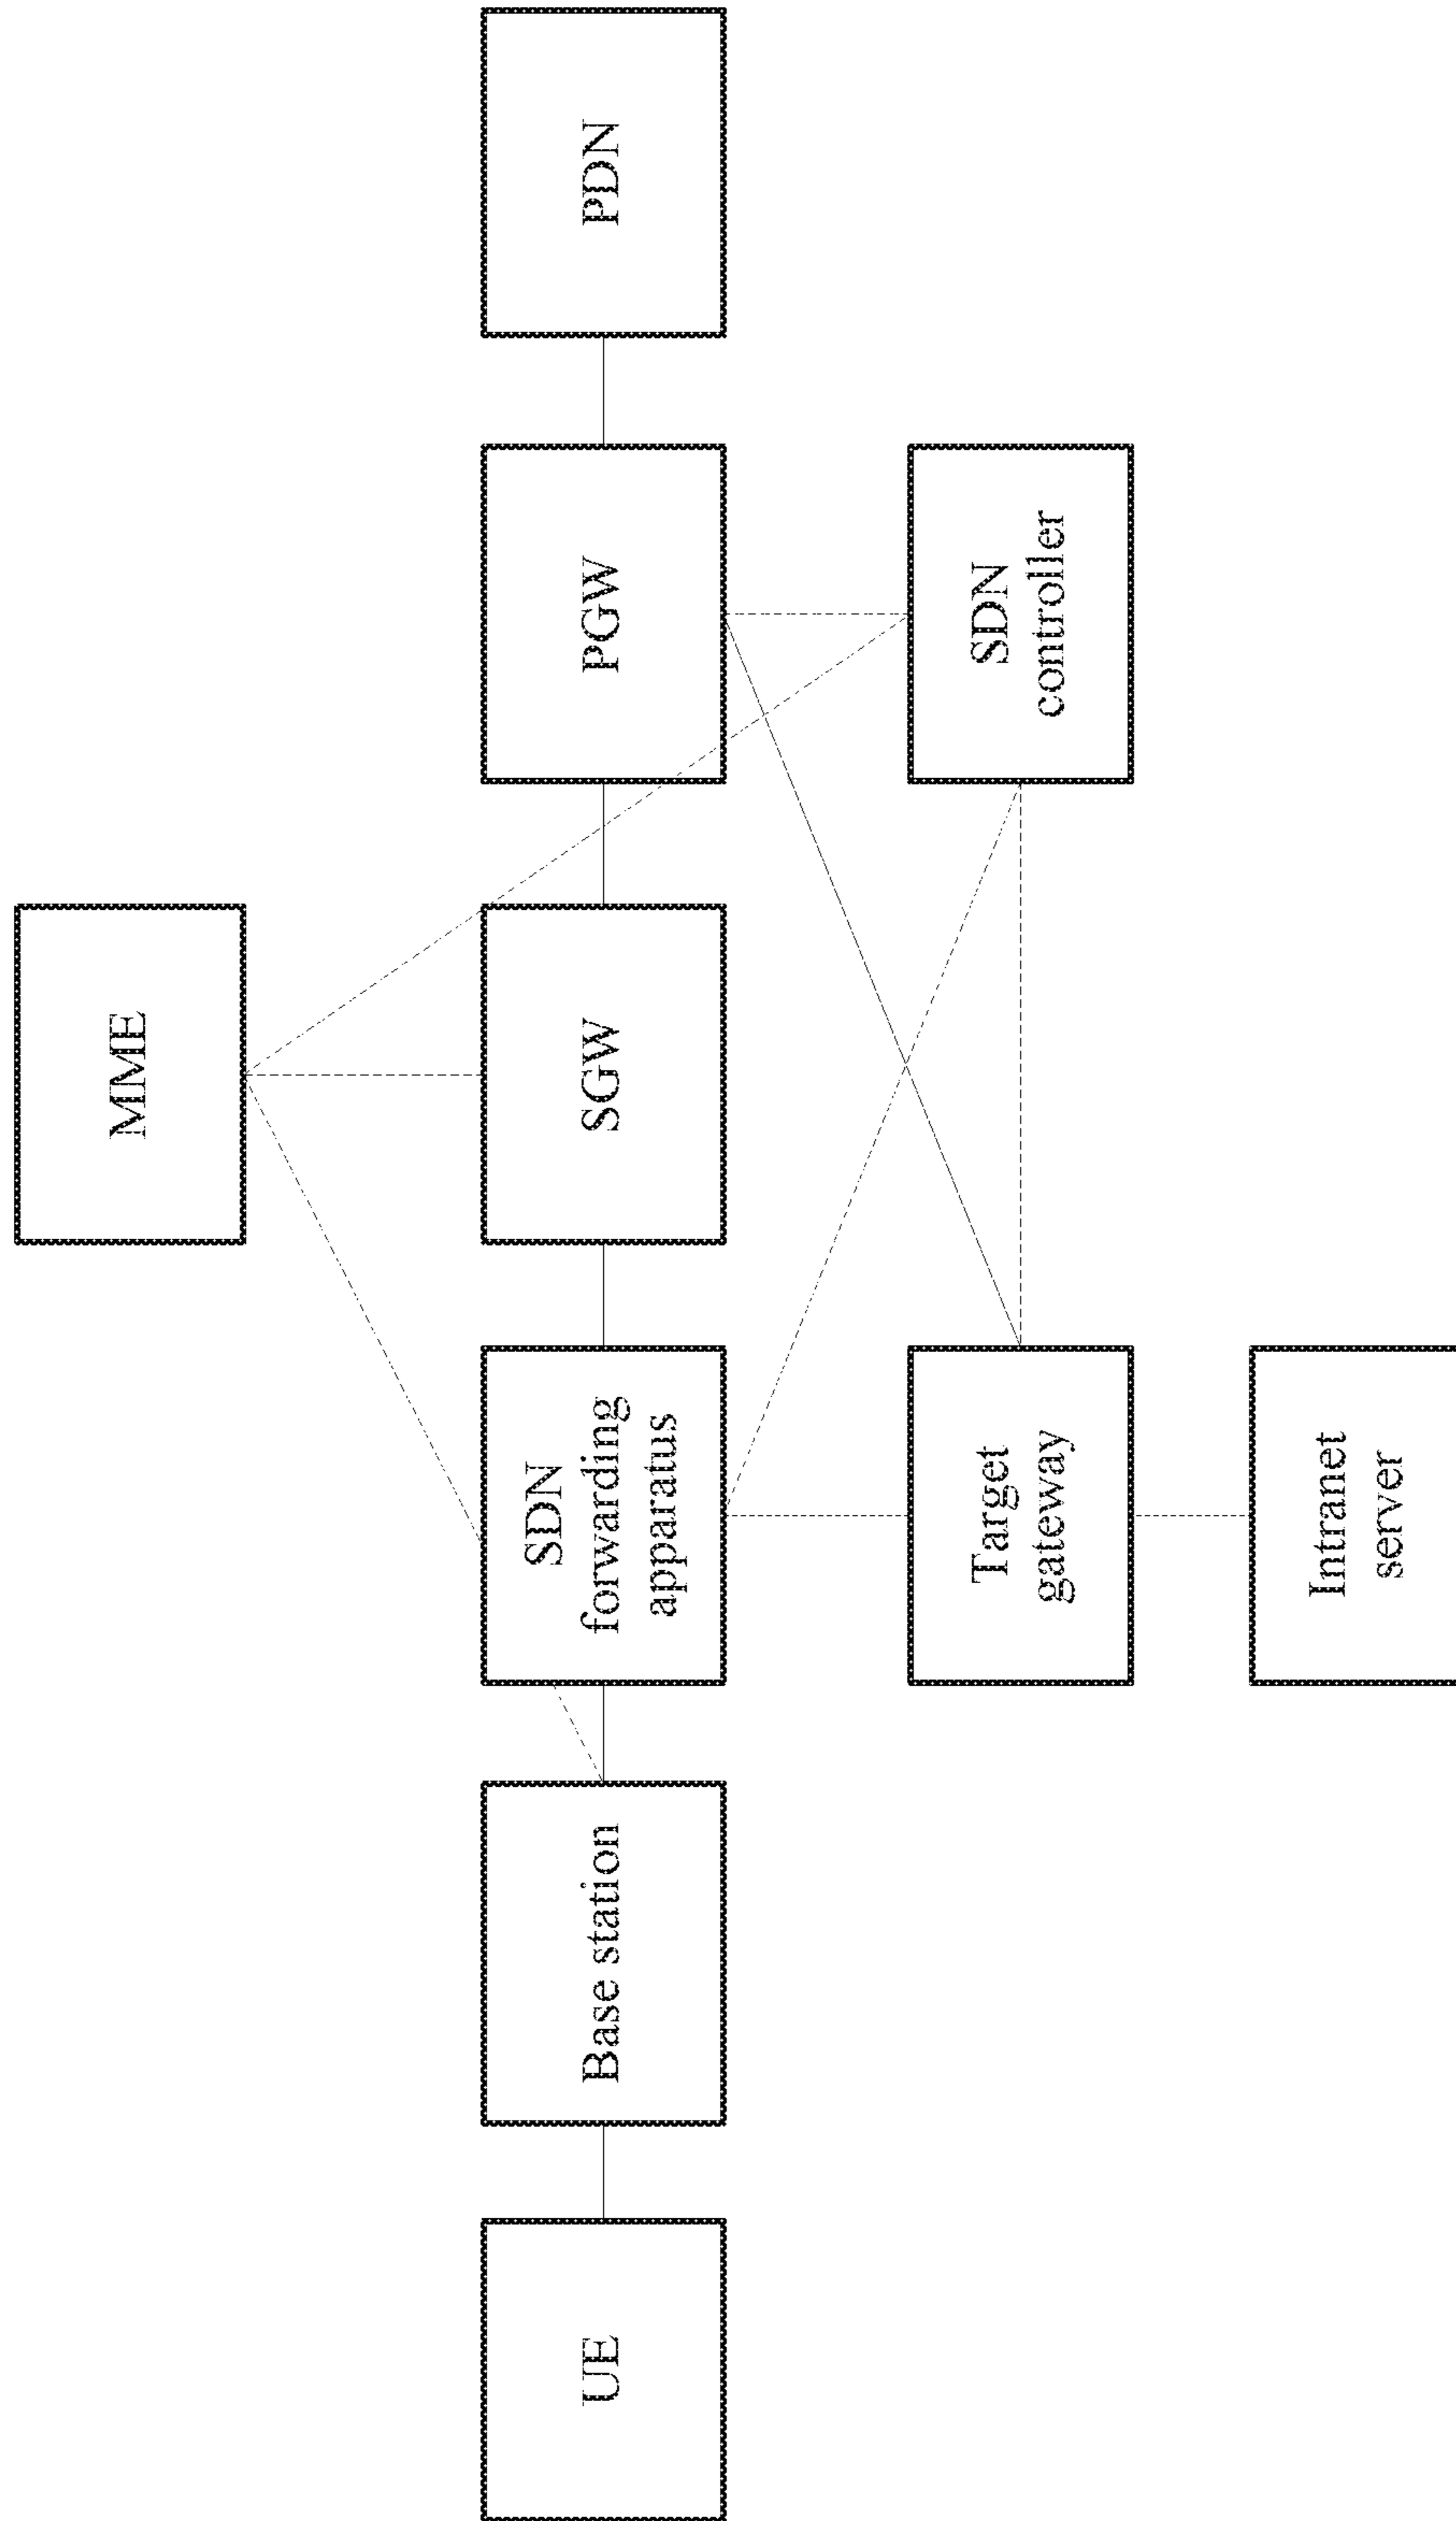 MME
UE
Base station
SDN
forwarding
apparatus
SGW
PGW
PDN
Target
gateway
SDN
controller
Intranet
server